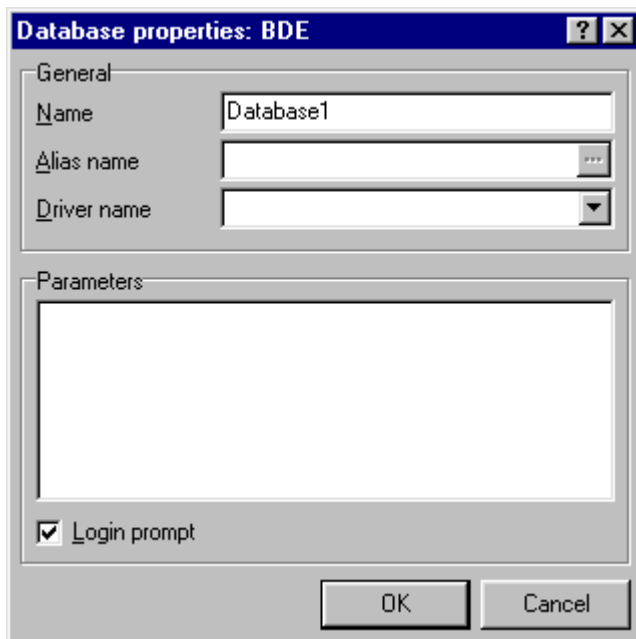 Database properties: BDE
General
Name Database1
Alias name
Driver name
Parameters
Login prompt
OK Cancel